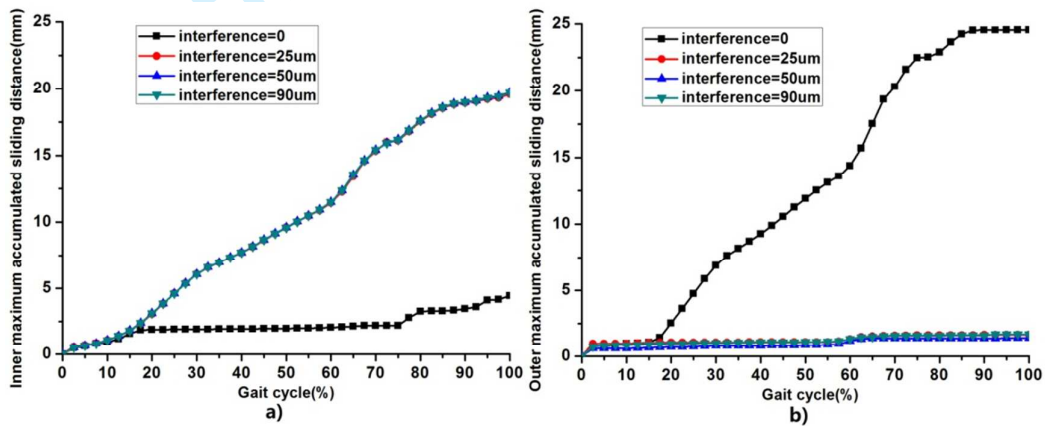 25
20
15
10
5
0
Inner maximum accumulated sliding distance(mm)
interference=0
interference=25um
interference=50um
interference=90um
0 10 20 30 40 50 60 70 80 90 100
Gait cycle(%)
a)
25
20
15
10
5
0
Outer maximum accumulated sliding distance(mm)
interference=0
interference=25um
interference=50um
interference=90um
0 10 20 30 40 50 60 70 80 90 100
Gait cycle(%)
b)